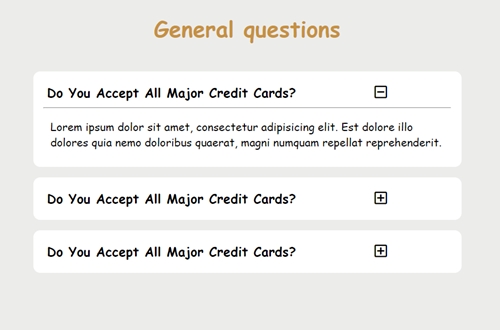 General questions
Do You Accept All Major Credit Cards?
Lorem ipsum dolor sit amet, consectetur adipisicing elit. Est dolore illo
dolores quia nemo doloribus quaerat, magni numquam repellat reprehenderit.
Do You Accept All Major Credit Cards?
Do You Accept All Major Credit Cards?